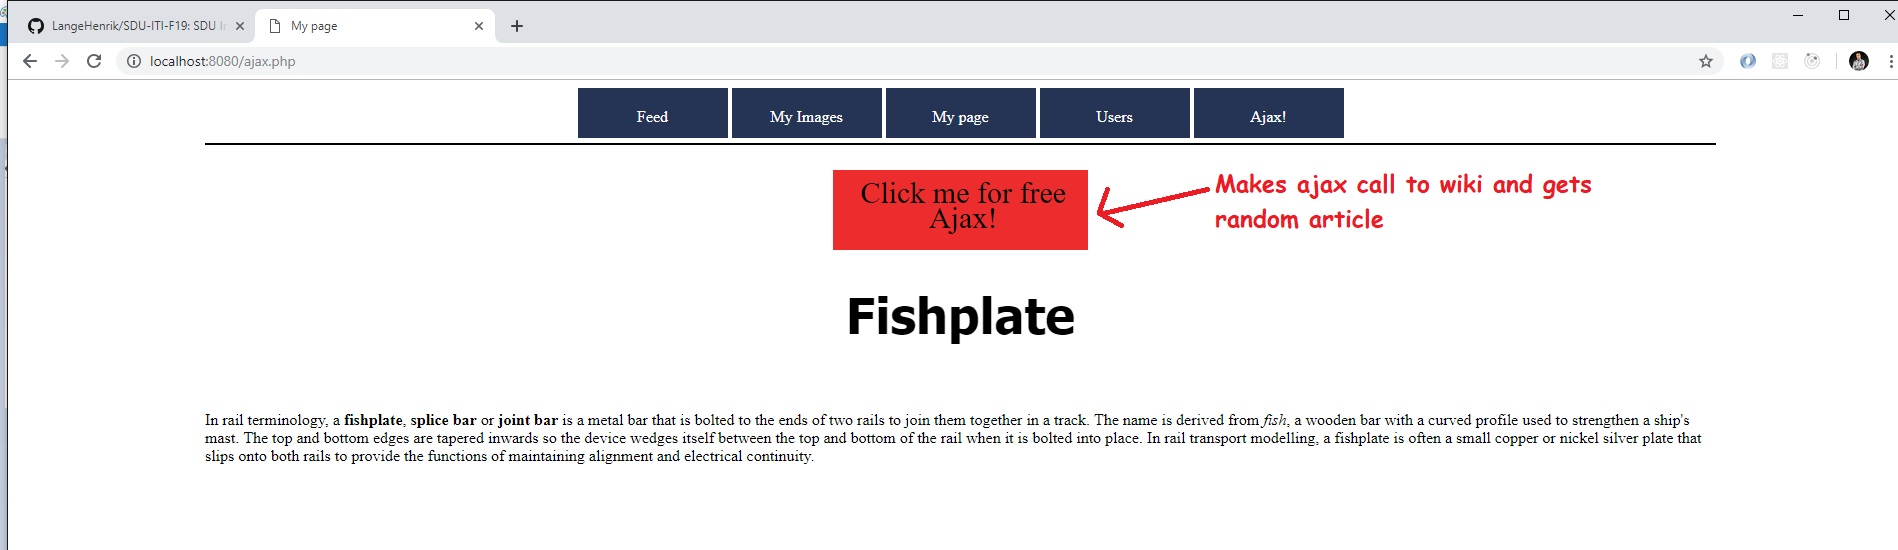 LangeHenrik/SDU-ITI-F19: SDU
My page
localhost:8080/ajax.php
Feed
My Images
My page
Users
Ajax!
Click me for free
Ajax!
Makes ajax call to wiki and gets
random article
Fishplate
In rail terminology, a fishplate, splice bar or joint bar is a metal bar that is bolted to the ends of two rails to join them together in a track. The name is derived from fish, a wooden bar with a curved profile used to strengthen a ship's
mast. The top and bottom edges are tapered inwards so the device wedges itself between the top and bottom of the rail when it is bolted into place. In rail transport modelling, a fishplate is often a small copper or nickel silver plate that
slips onto both rails to provide the functions of maintaining alignment and electrical continuity.